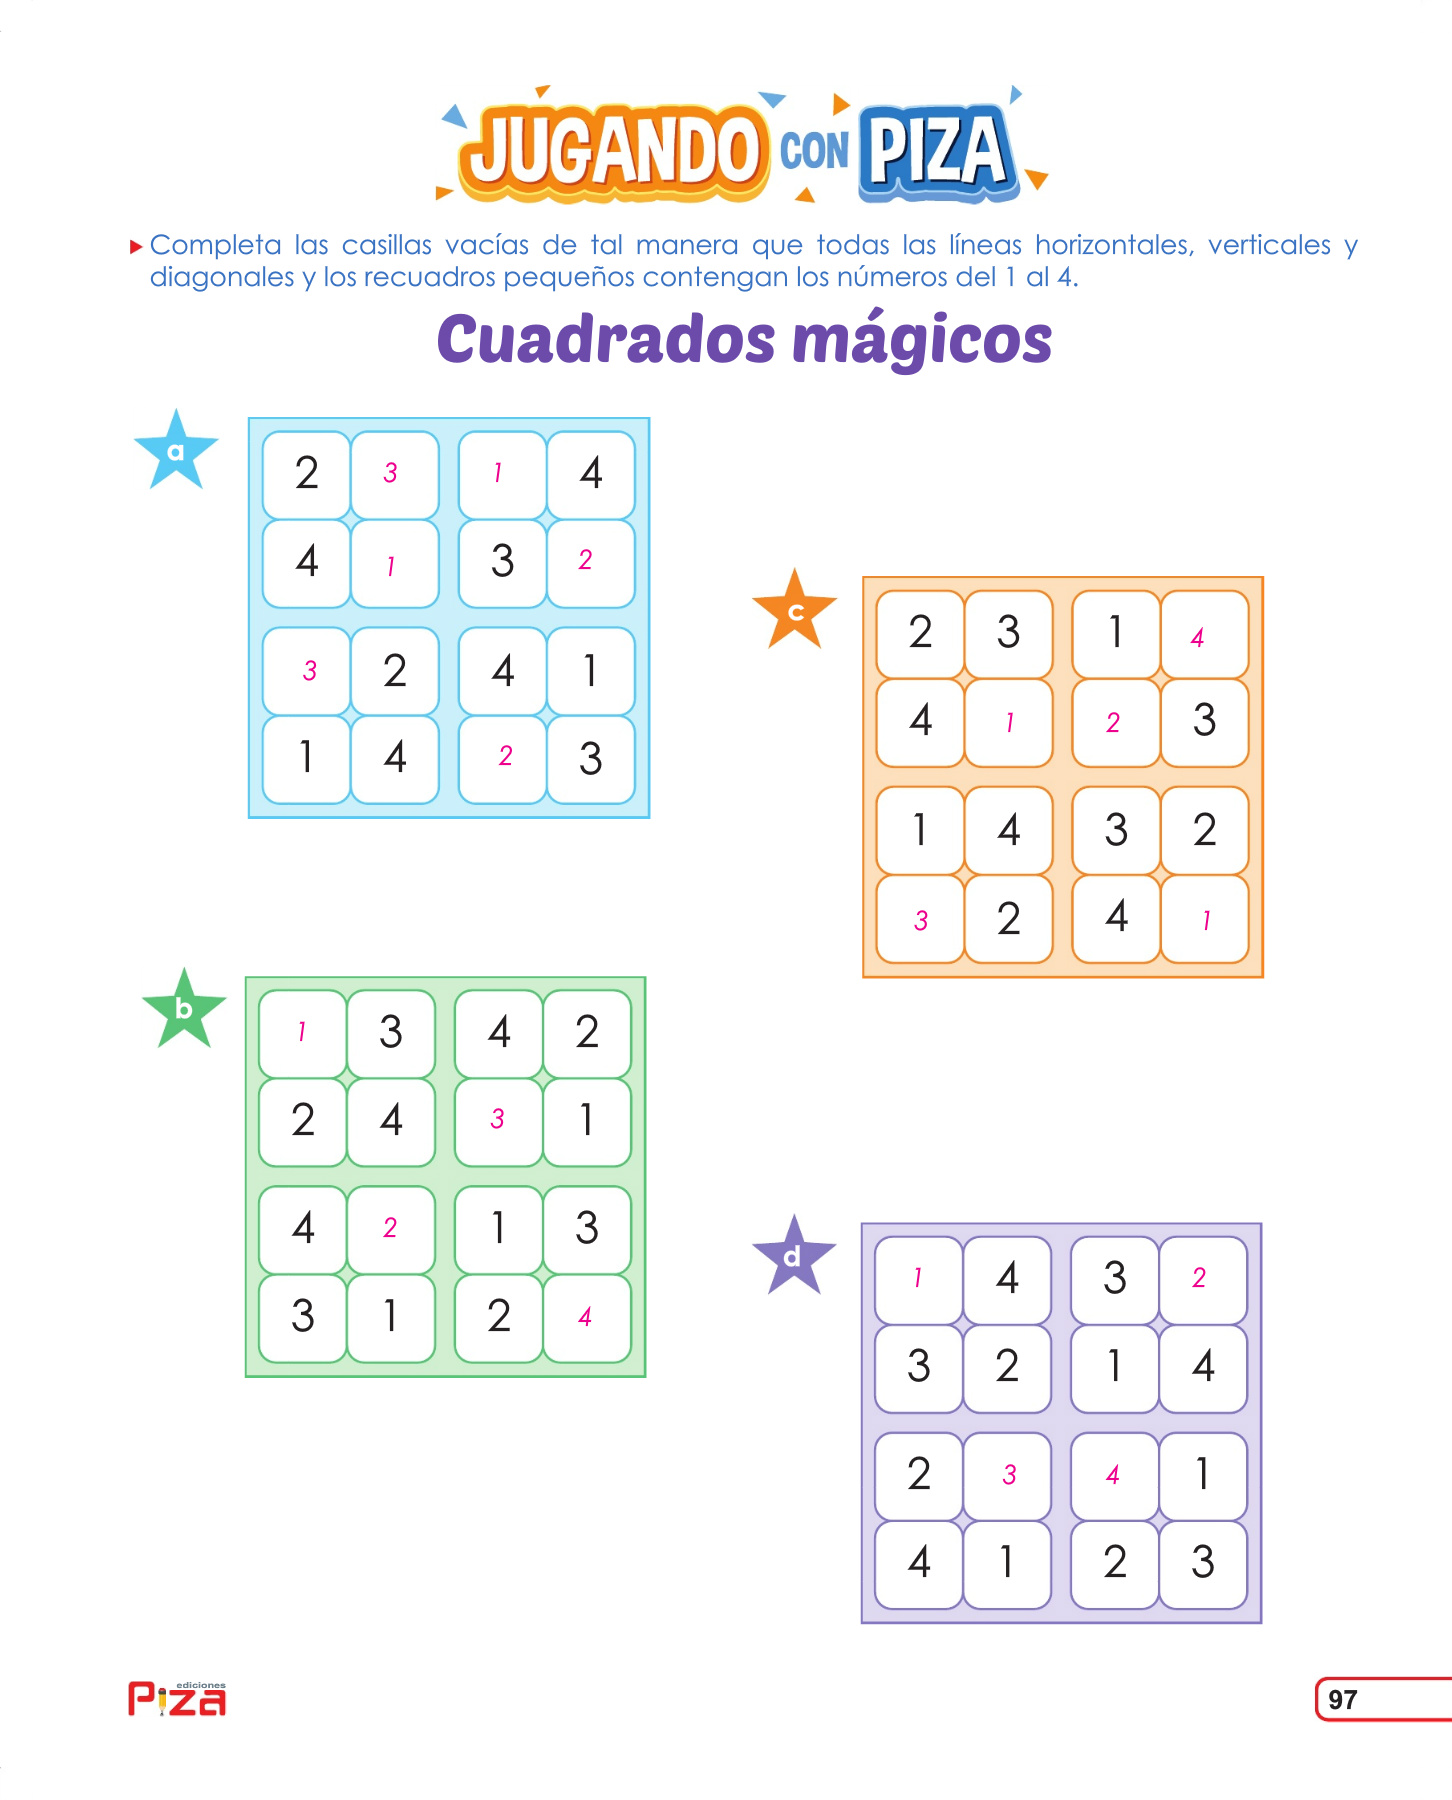 JUGANDO CON PIZA
Completa las casillas vacías de tal manera que todas las líneas horizontales, verticales y
diagonales y los recuadros pequeños contengan los números del 1 al 4.
Cuadrados mágicos
a
2 3 1 4
4 1 3 2
3 2 4 1
1 4 2 3
b
1 3 4 2
2 4 3 1
4 2 1 3
3 1 2 4
c
2 3 1 4
4 1 2 3
1 4 3 2
3 2 4 1
d
1 4 3 2
3 2 1 4
2 3 4 1
4 1 2 3
ediciones
Piza
97